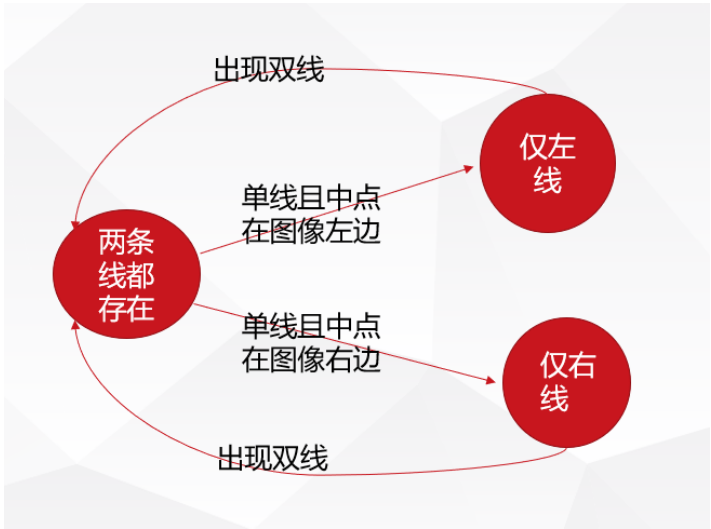 出现双线
仅左
线
单线且中点
在图像左边
两条
线都
存在
单线且中点
在图像右边
仅右
线
出现双线